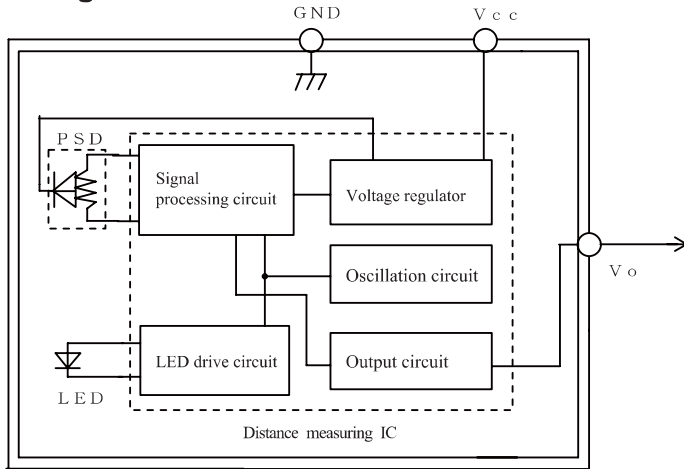 GND
Vcc
PSD
Signal
processing circuit
Voltage regulator
Oscillation circuit
Vo
LED drive circuit
Output circuit
LED
Distance measuring IC